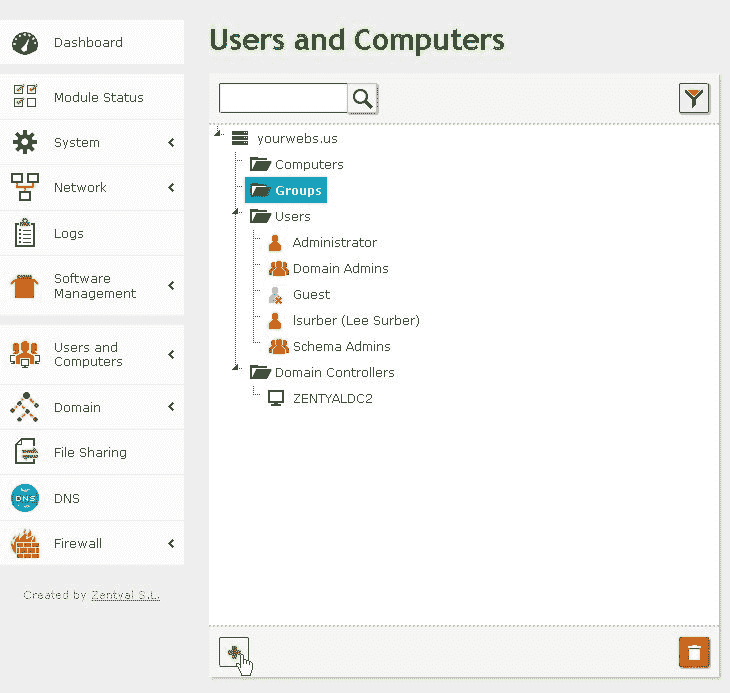 Dashboard
Module Status
System
Network
Logs
Software
Management
Users and
Computers
Domain
File Sharing
DNS
DNS
Firewall
Created by Zentyal S.L.
Users and Computers
yourwebs.us
Computers
Groups
Users
Administrator
Domain Admins
Guest
lsurber (Lee Surber)
Schema Admins
Domain Controllers
ZENTYALDC2